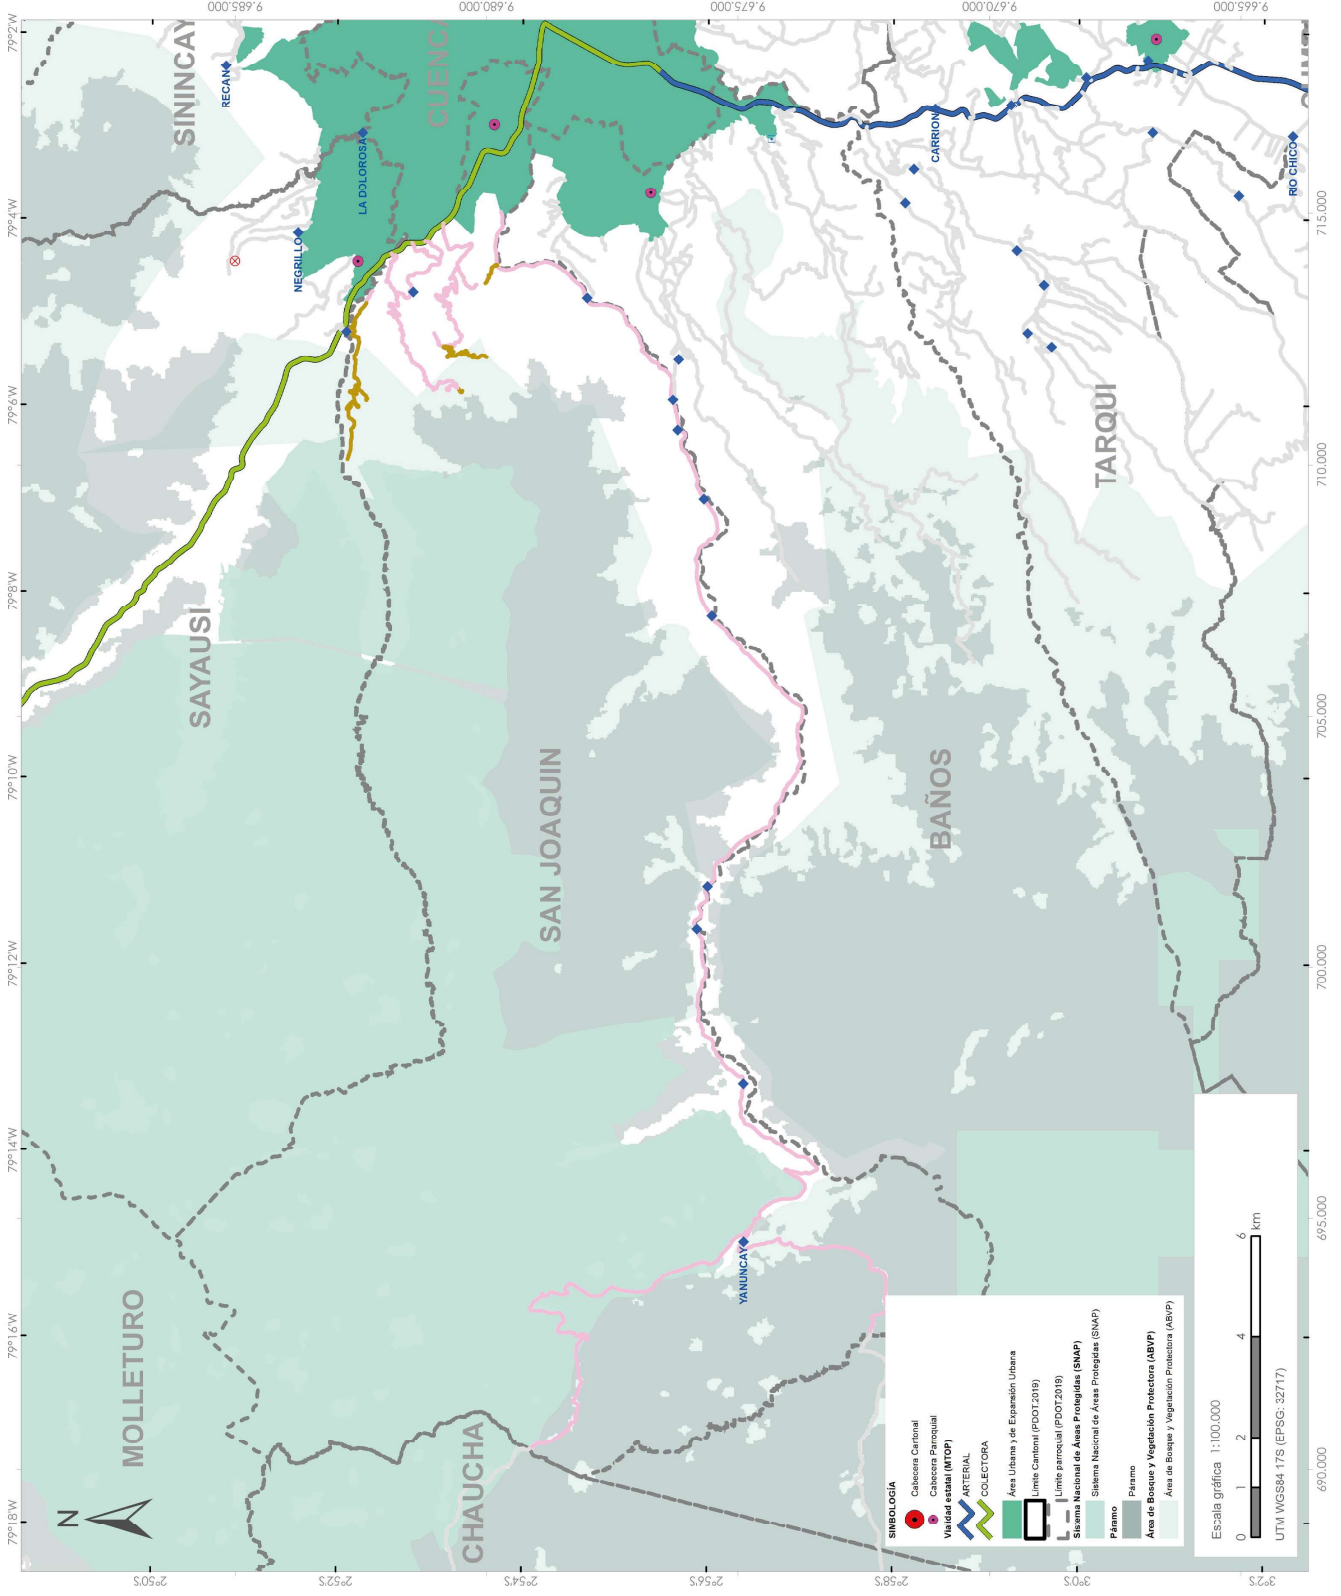 79°18'W
79°16'W
79°14'W
79°12'W
79°10'W
79°8'W
79°6'W
79°4'W
79°2'W
2°50'S
2°52'S
2°54'S
2°56'S
2°58'S
3°0'S
3°2'S
9.685.000
9.680.000
9.675.000
9.670.000
9.665.000
690.000
695.000
700.000
705.000
710.000
715.000
N
MOLLETURO
CHAUCHA
SAYAUSI
SAN JOAQUIN
BAÑOS
TARQUI
SININCAY
CUENCA
RECAN
LA DOLOROSA
NEGRILLO
CARRION
RIO CHICO
YANUNCAY
SINBOLOGÍA
Cabecera Cantonal
Cabecera Parroquial
Vialidad estatal (MTOP)
ARTERIAL
COLECTORA
Área Urbana y de Expansión Urbana
Límite Cantonal (PDOT2019)
Límite parroquial (PDOT2019)
Sistema Nacional de Áreas Protegidas (SNAP)
Sistema Nacional de Áreas Protegidas (SNAP)
Páramo
Páramo
Área de Bosque y Vegetación Protectora (ABVP)
Área de Bosque y Vegetación Protectora (ABVP)
Escala gráfica 1:100.000
0 1 2 4 6
km
UTM WGS84 17S (EPSG: 32717)